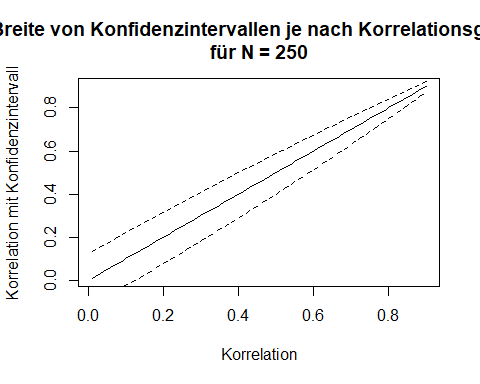 Breite von Konfidenzintervallen je nach Korrelationsg
für N = 250
Korrelation mit Konfidenzintervall
0.8
0.6
0.4
0.2
0.0
0.0 0.2 0.4 0.6 0.8
Korrelation